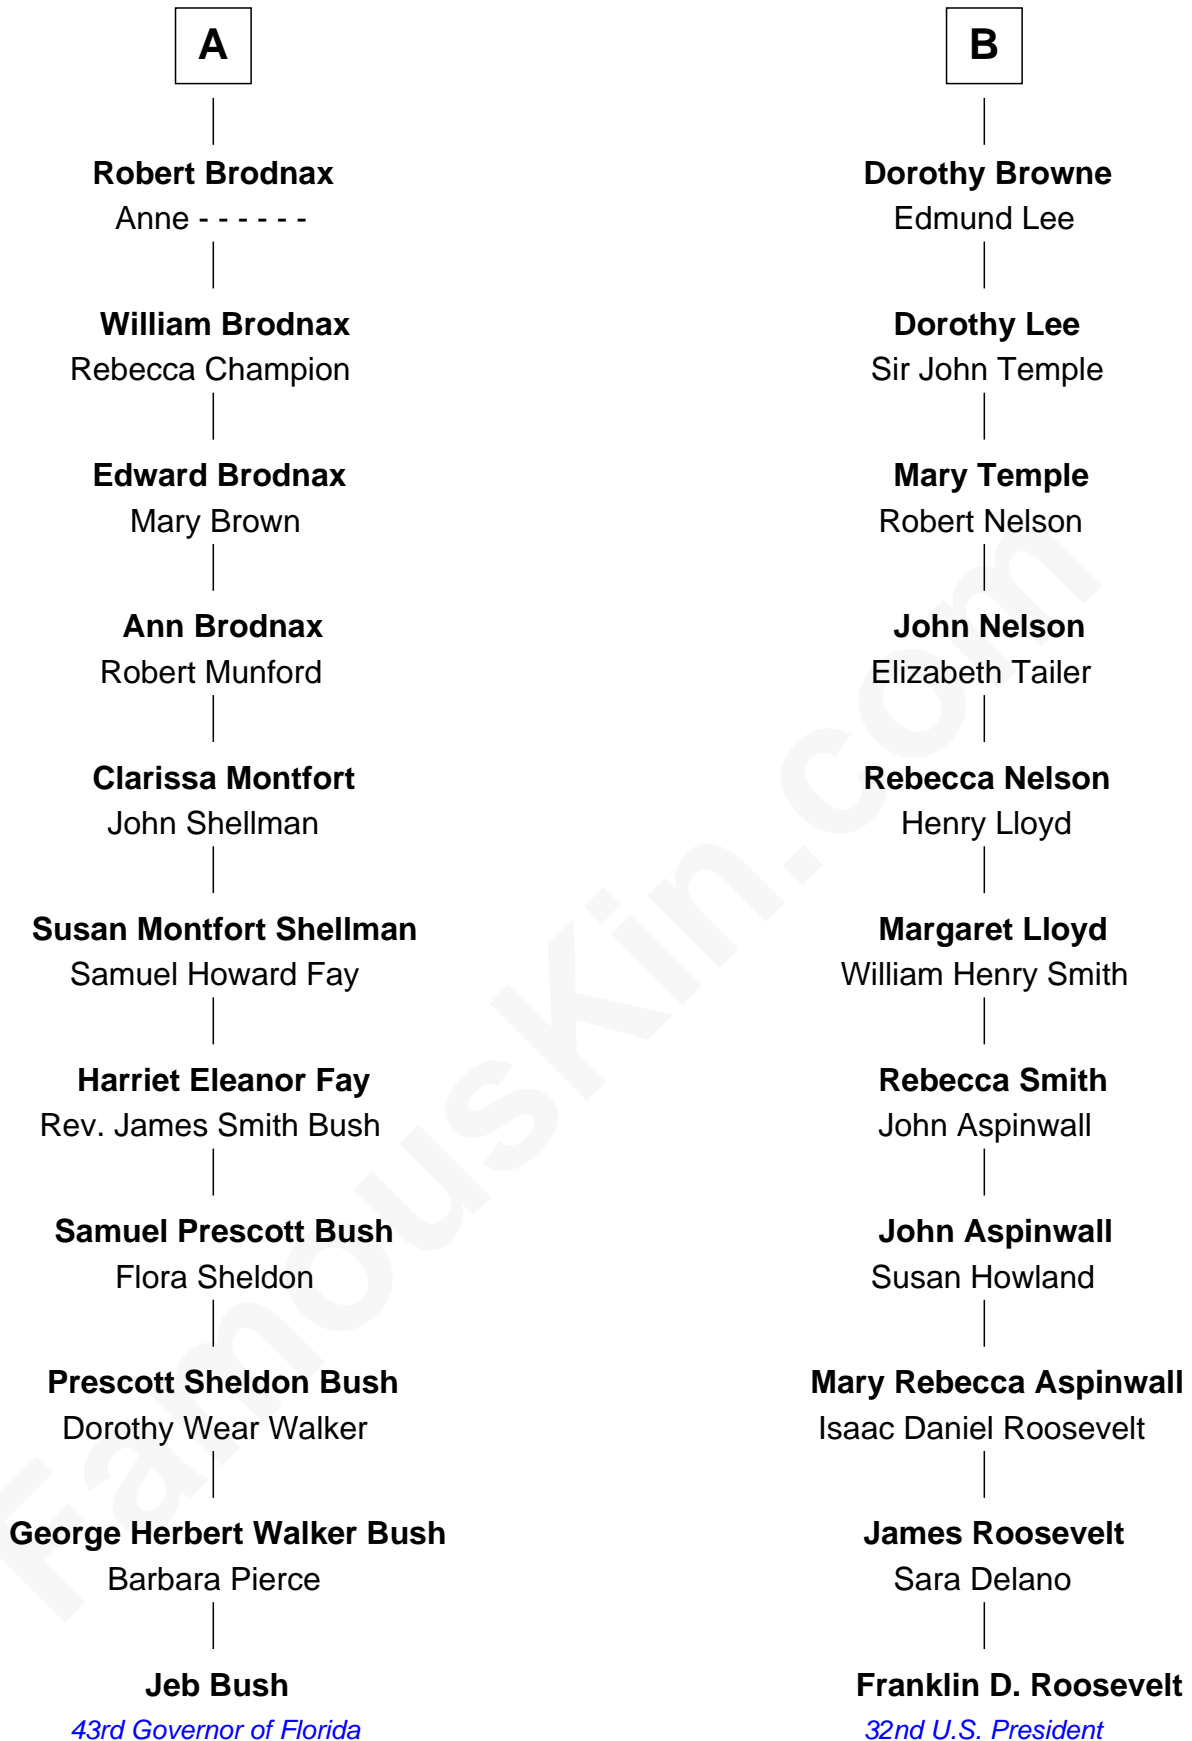 A
Robert Brodnax
Anne - - - - - -
William Brodnax
Rebecca Champion
Edward Brodnax
Mary Brown
Ann Brodnax
Robert Munford
Clarissa Montfort
John Shellman
Susan Montfort Shellman
Samuel Howard Fay
Harriet Eleanor Fay
Rev. James Smith Bush
Samuel Prescott Bush
Flora Sheldon
Prescott Sheldon Bush
Dorothy Wear Walker
George Herbert Walker Bush
Barbara Pierce
Jeb Bush
43rd Governor of Florida
B
Dorothy Browne
Edmund Lee
Dorothy Lee
Sir John Temple
Mary Temple
Robert Nelson
John Nelson
Elizabeth Tailer
Rebecca Nelson
Henry Lloyd
Margaret Lloyd
William Henry Smith
Rebecca Smith
John Aspinwall
John Aspinwall
Susan Howland
Mary Rebecca Aspinwall
Isaac Daniel Roosevelt
James Roosevelt
Sara Delano
Franklin D. Roosevelt
32nd U.S. President
FamousKin.com